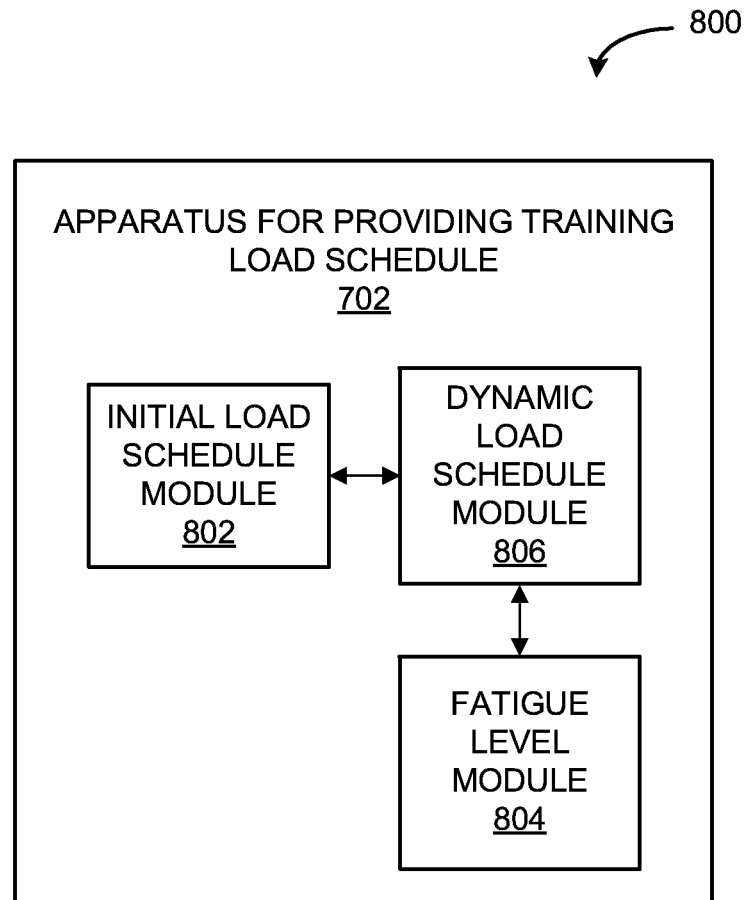 800
APPARATUS FOR PROVIDING TRAINING
LOAD SCHEDULE
702
INITIAL LOAD
SCHEDULE
MODULE
802
DYNAMIC
LOAD
SCHEDULE
MODULE
806
FATIGUE
LEVEL
MODULE
804